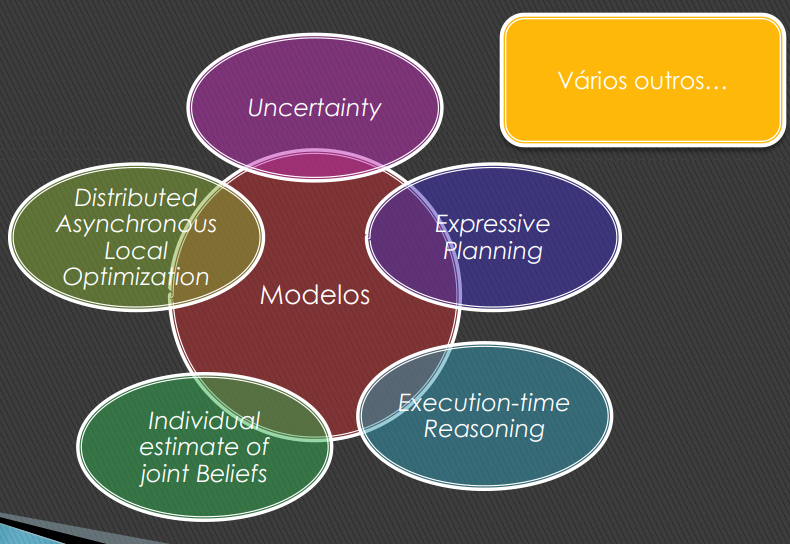 Uncertainty
Vários outros...
Distributed
Asynchronous
Local
Optimization
Expressive
Planning
Modelos
Execution-time
Reasoning
Individual
estimate of
joint Beliefs